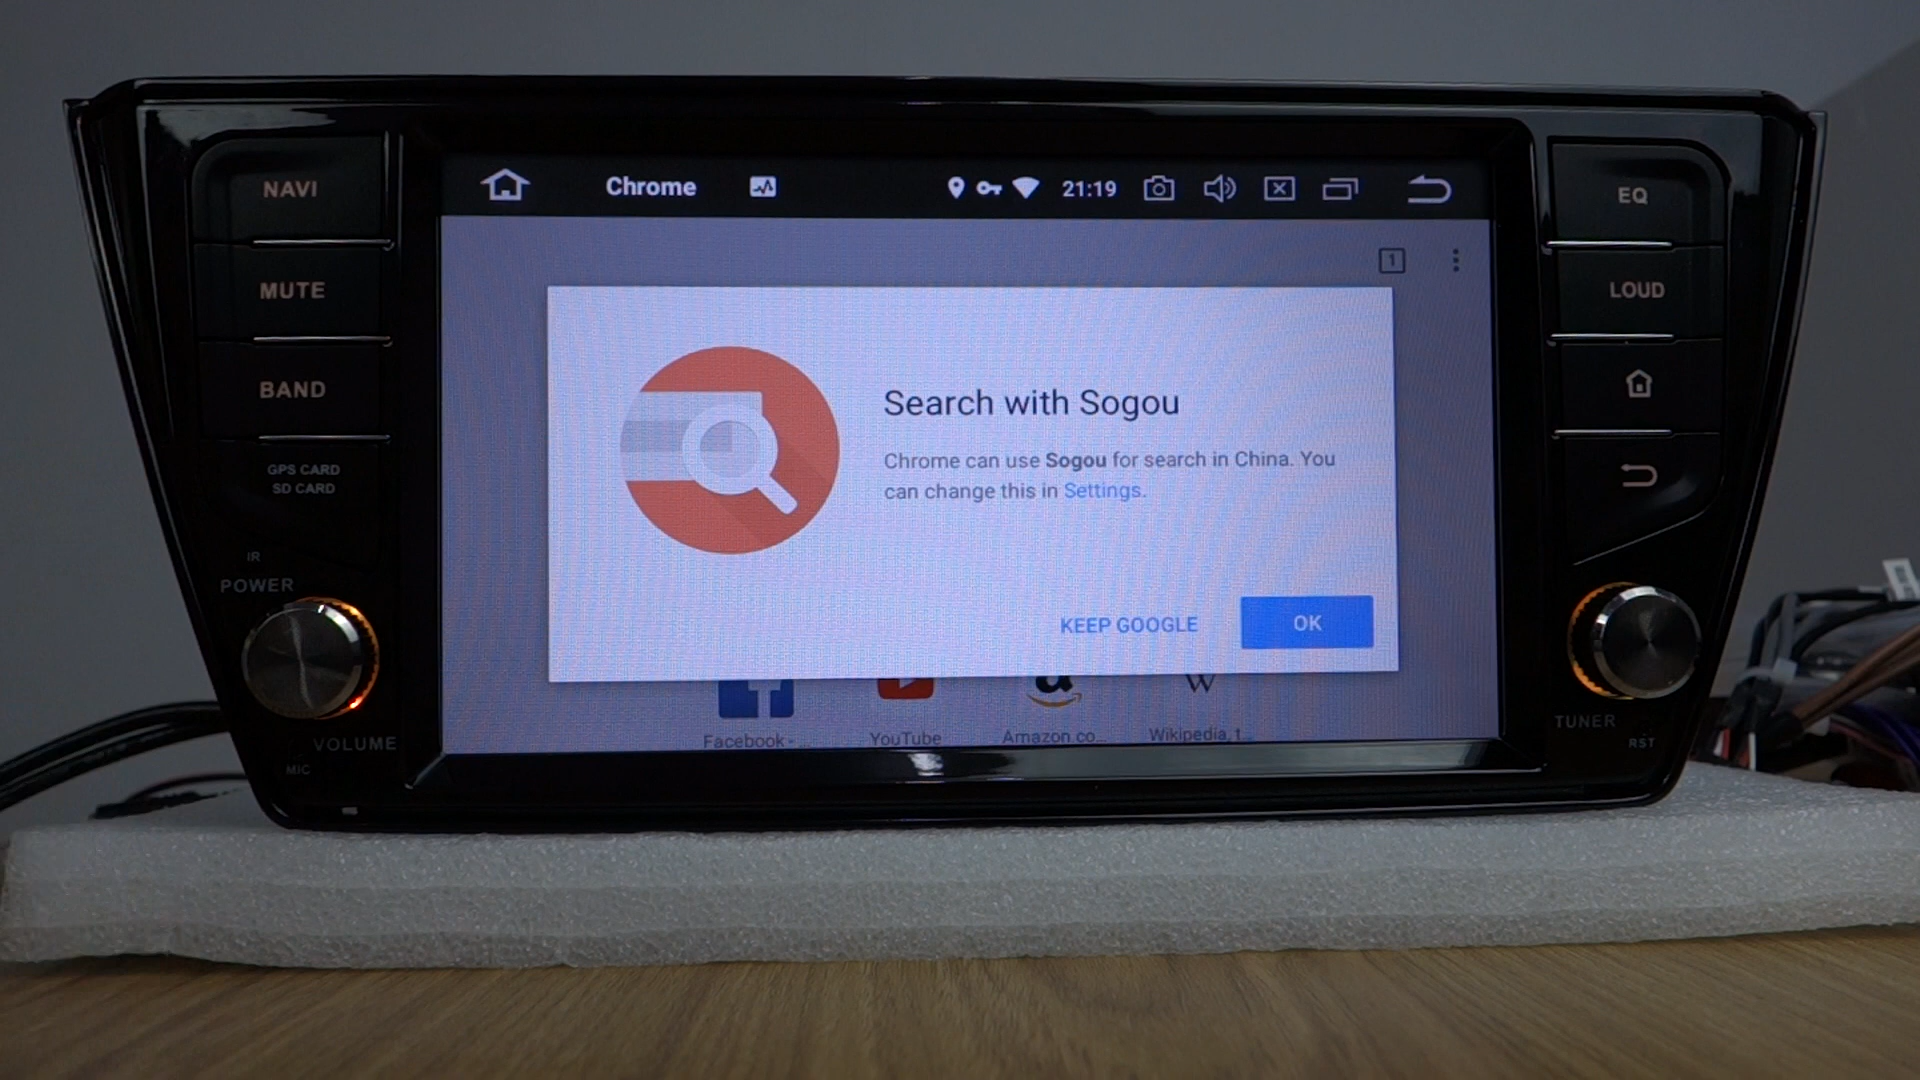 NAVI
MUTE
BAND
GPS CARD
SD CARD
IR
POWER
VOLUME
MIC
Chrome
21:19
1
Search with Sogou
Chrome can use Sogou for search in China. You
can change this in Settings.
KEEP GOOGLE
OK
Facebook - ...
YouTube
Amazon.co...
Wikipedia, t...
EQ
LOUD
TUNER
RST